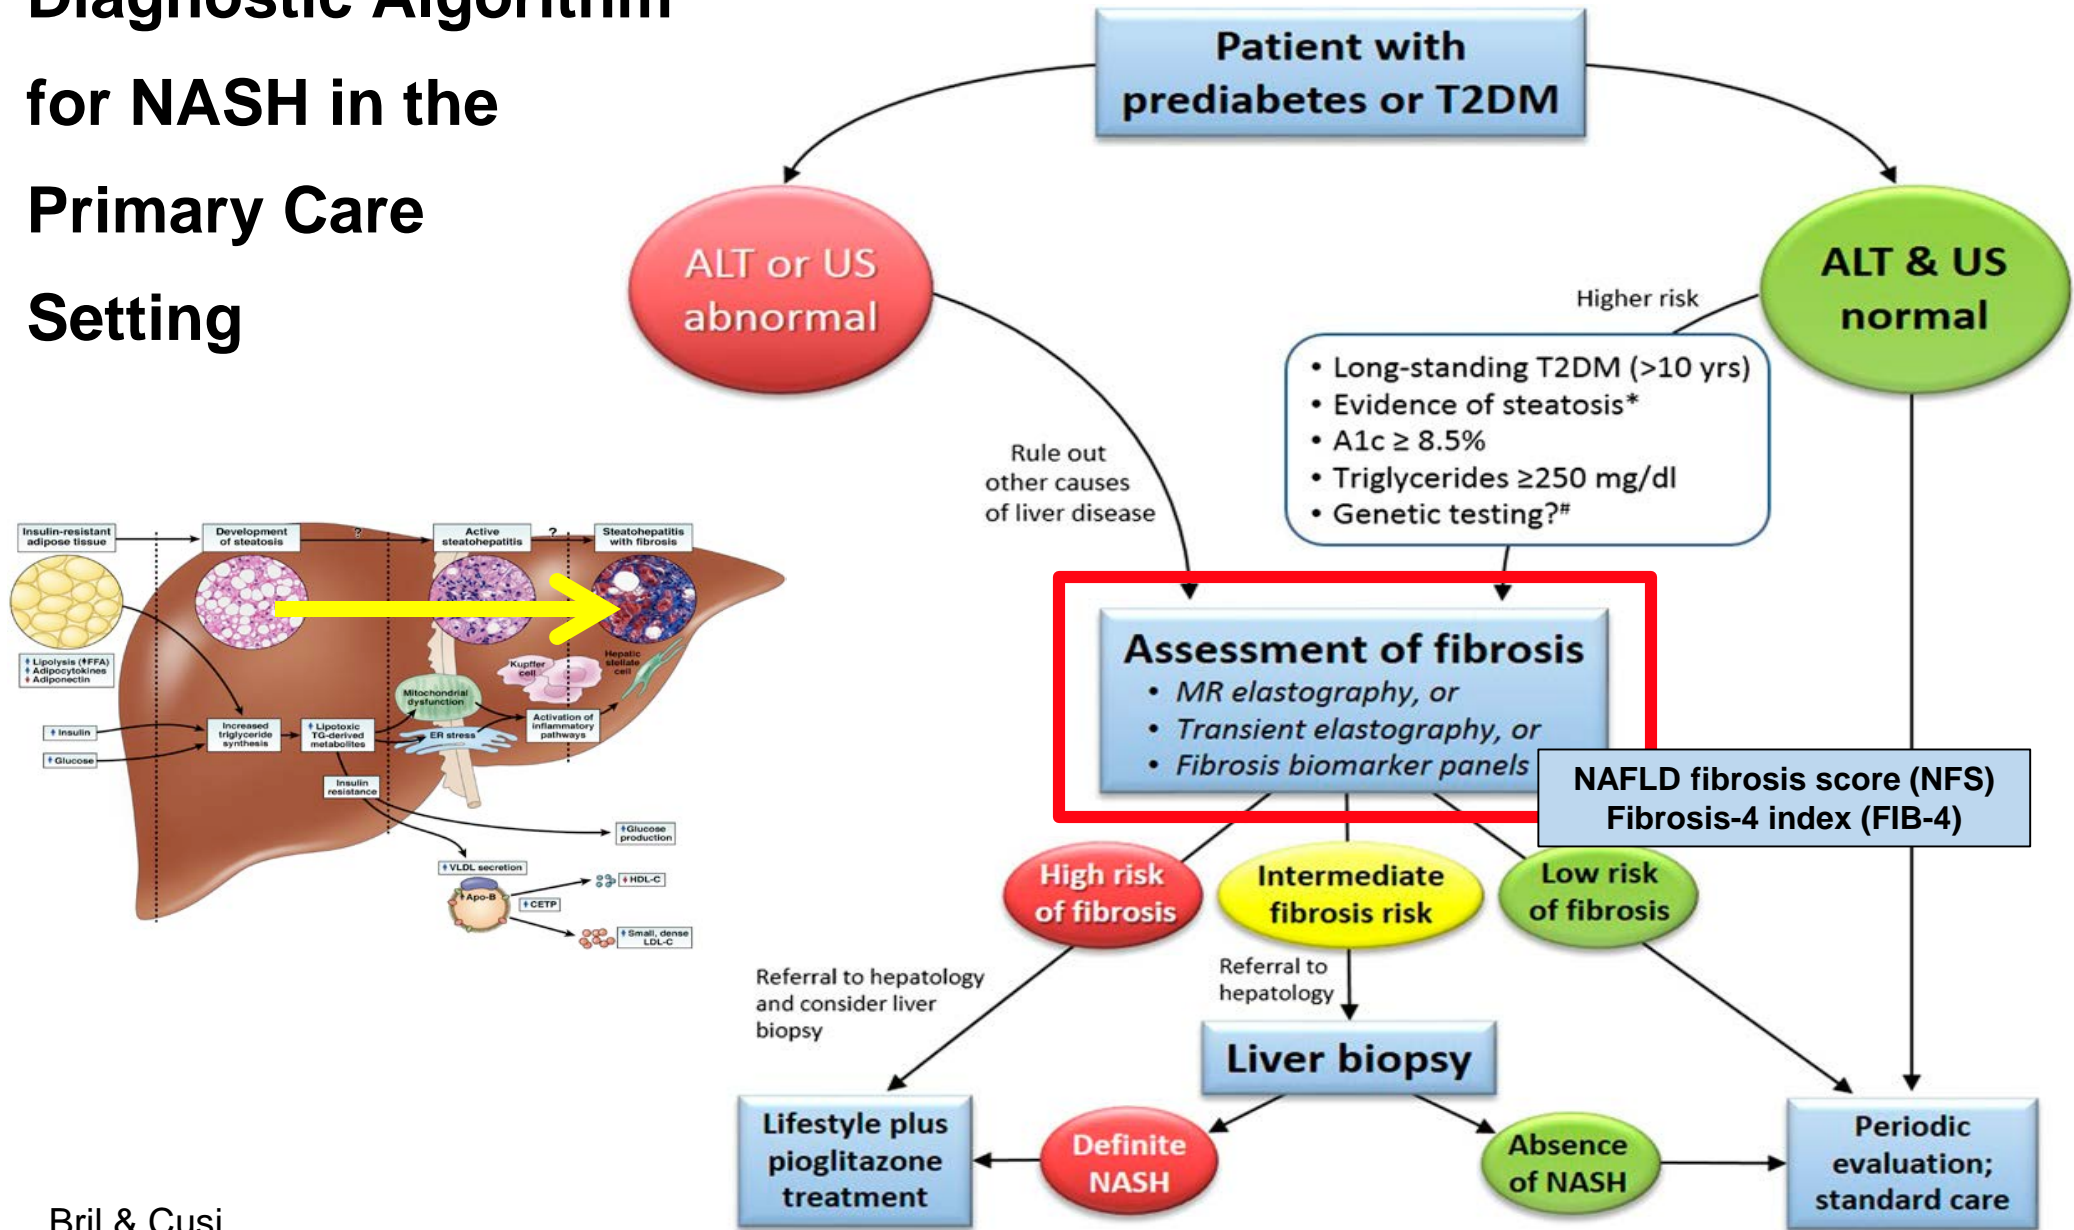 Diagnostic Algorithm
for NASH in the
Primary Care
Setting
Patient with
prediabetes or T2DM
ALT or US
abnormal
ALT & US
normal
Higher risk
• Long-standing T2DM (>10 yrs)
• Evidence of steatosis*
• A1c ≥ 8.5%
• Triglycerides ≥250 mg/dl
• Genetic testing?#
Rule out
other causes
of liver disease
Assessment of fibrosis
• MR elastography, or
• Transient elastography, or
• Fibrosis biomarker panels
NAFLD fibrosis score (NFS)
Fibrosis-4 index (FIB-4)
High risk
of fibrosis
Intermediate
fibrosis risk
Low risk
of fibrosis
Referral to hepatology
and consider liver
biopsy
Referral to
hepatology
Liver biopsy
Lifestyle plus
pioglitazone
treatment
Definite
NASH
Absence
of NASH
Periodic
evaluation;
standard care
Insulin-resistant
adipose tissue
Development
of steatosis
?
Active
steatohepatitis
?
Steatohepatitis
with fibrosis
↑ Lipolysis (↑FFA)
↑ Adipocytokines
↓ Adiponectin
Kupffer
cell
Hepatic
stellate
cell
Mitochondrial
dysfunction
↑ Insulin
↑ Glucose
Increased
triglyceride
synthesis
↑ Lipotoxic
TG-derived
metabolites
ER stress
Activation of
inflammatory
pathways
Insulin
resistance
↑Glucose
production
↑ VLDL secretion
↑Apo-B
↑ CETP
↓ HDL-C
↑ Small, dense
LDL-C
Bril & Cusi